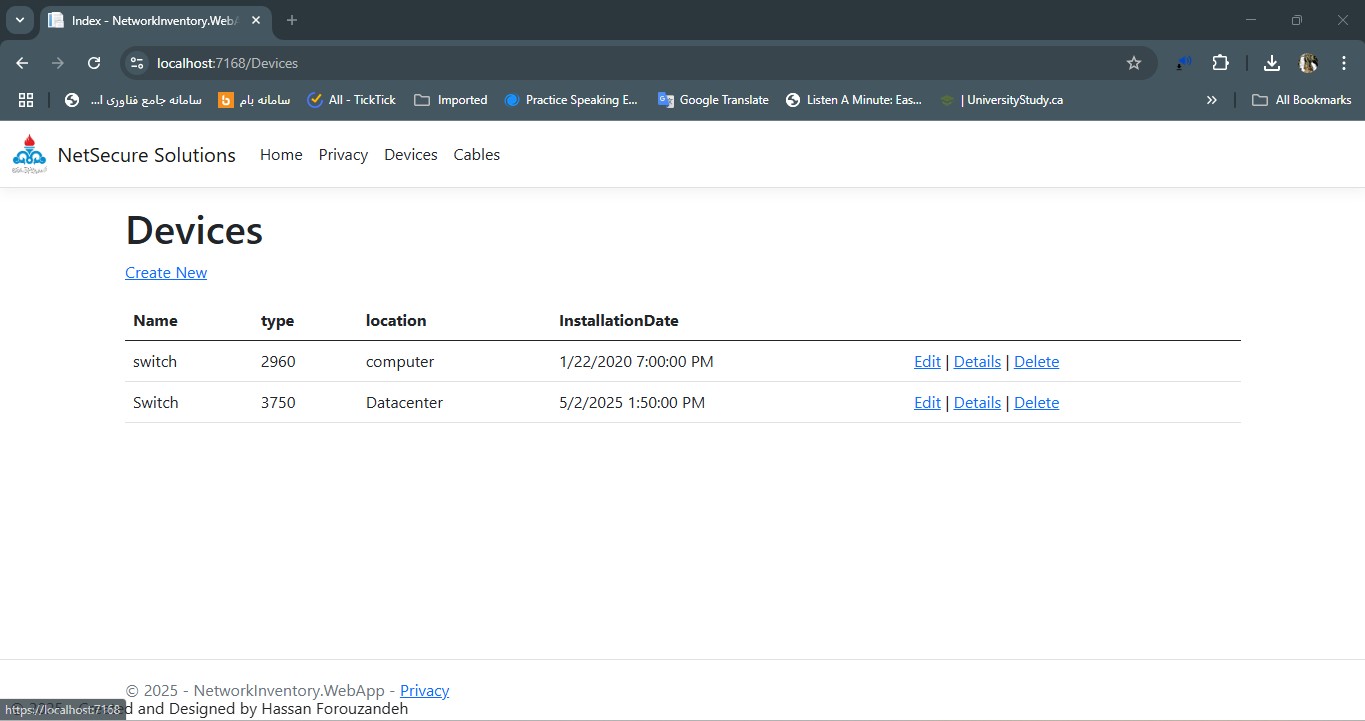 Index - NetworkInventory.WebA
localhost:7168/Devices
سامانه جامع فناوری ا...
سامانه بام
All - TickTick
Imported
Practice Speaking E...
Google Translate
Listen A Minute: Eas...
| UniversityStudy.ca
»
All Bookmarks
NetSecure Solutions Home Privacy Devices Cables
Devices
Create New
Name type location InstallationDate
switch 2960 computer 1/22/2020 7:00:00 PM Edit | Details | Delete
Switch 3750 Datacenter 5/2/2025 1:50:00 PM Edit | Details | Delete
© 2025 - NetworkInventory.WebApp - Privacy
https://localhost:7168
d and Designed by Hassan Forouzandeh